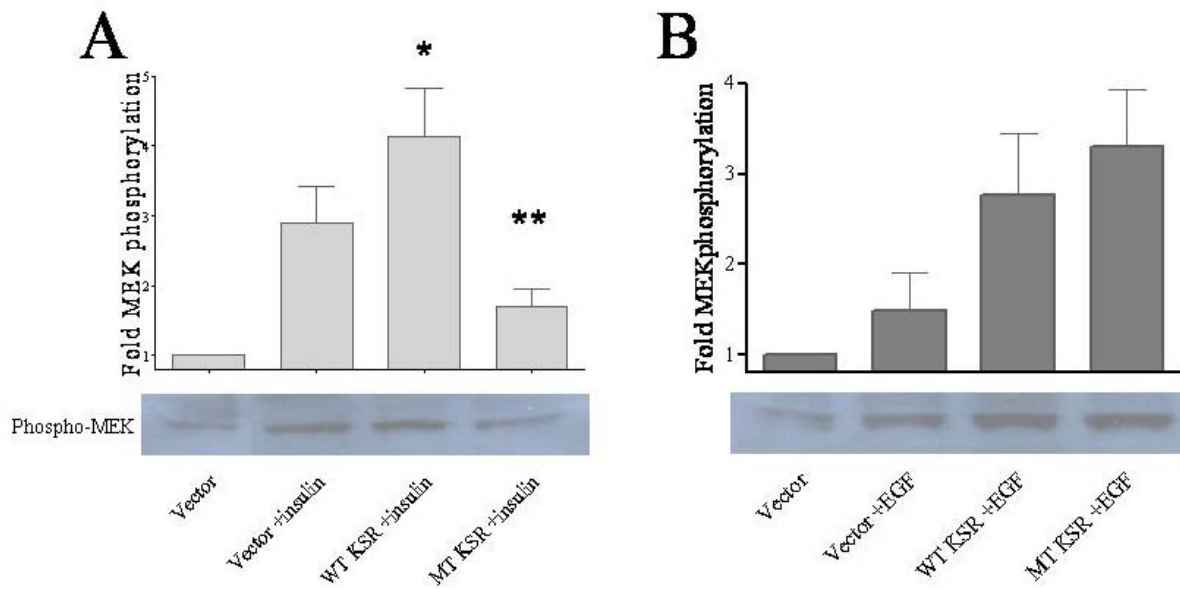 A
B
*
**
Fold MEK phosphorylation
5
4
3
2
1
Fold MEKphosphorylation
4
3
2
1
Phospho-MEK
Vector
Vector +insulin
WT KSR +insulin
MT KSR +insulin
Vector
Vector +EGF
WT KSR +EGF
MT KSR +EGF